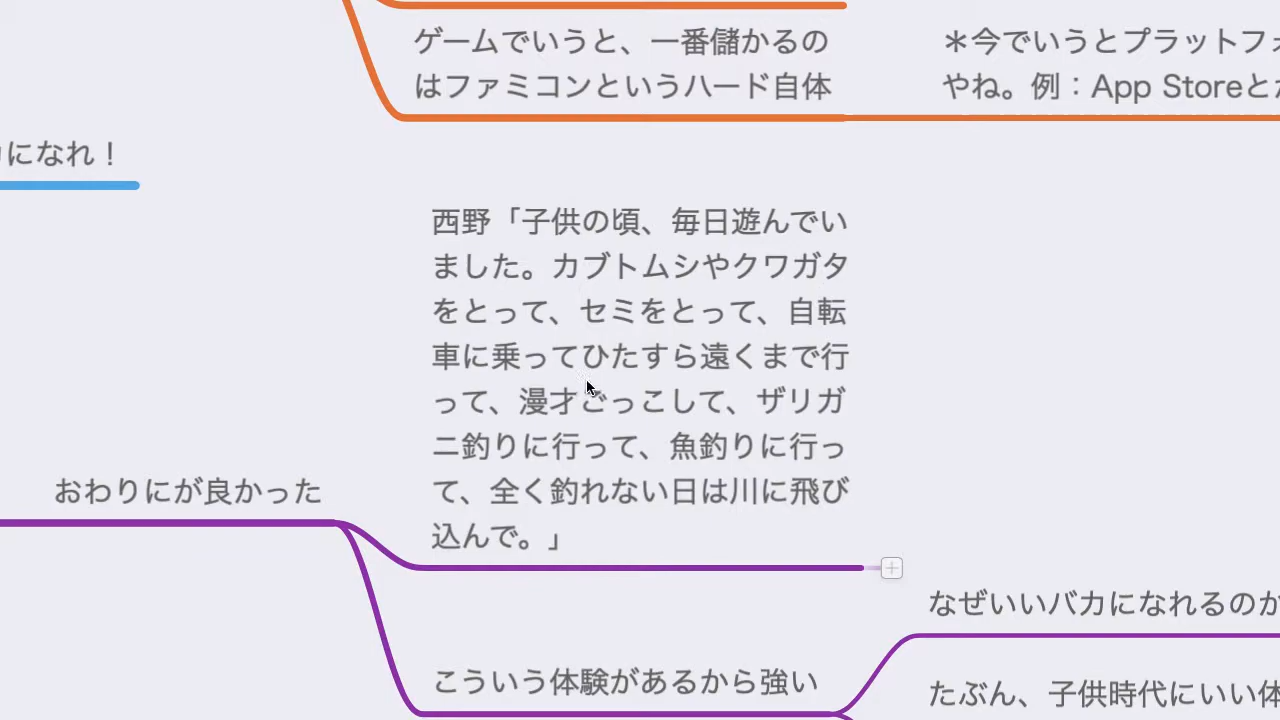 ゲームでいうと、一番儲かるの
はファミコンというハード自体
＊今でいうとプラットフォ
やね。例：App Storeとか
になれ！
西野「子供の頃、毎日遊んでい
ました。カブトムシやクワガタ
をとって、セミをとって、自転
車に乗ってひたすら遠くまで行
って、漫才ごっこして、ザリガ
ニ釣りに行って、魚釣りに行っ
て、全く釣れない日は川に飛び
込んで。」
おわりにが良かった
なぜいいバカになれるのか
こういう体験があるから強い
たぶん、子供時代にいい体